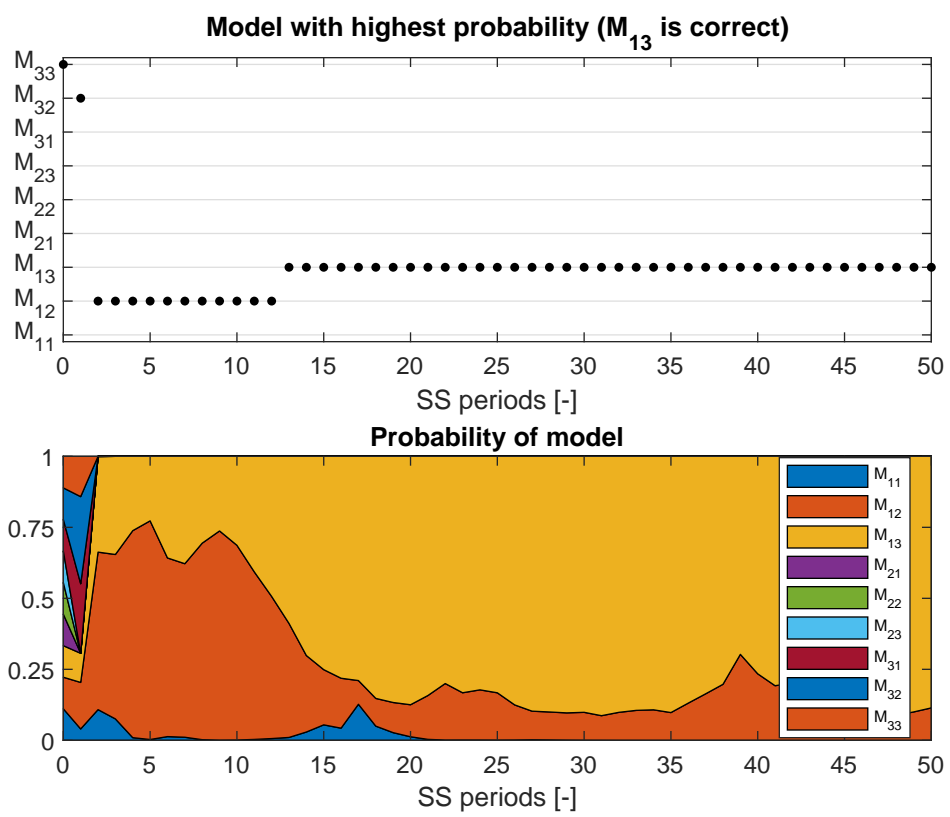 Model with highest probability (M13 is correct)
M33
M32
M31
M23
M22
M21
M13
M12
M11
0 5 10 15 20 25 30 35 40 45 50
SS periods [-]
Probability of model
1
0.75
0.5
0.25
0
M11
M12
M13
M21
M22
M23
M31
M32
M33
0 5 10 15 20 25 30 35 40 45 50
SS periods [-]